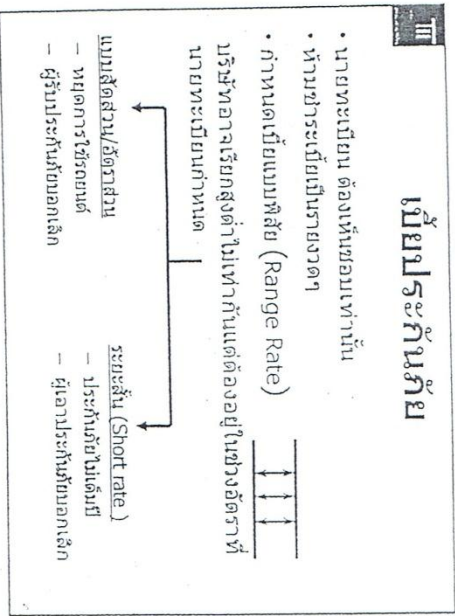 เบี้ยประกันภัย
• นายทะเบียน ต้องเห็นชอบเท่านั้น
• ห้ามชำระเบี้ยเป็นรายงวดๆ
• กำหนดเบี้ยแบบพิสัย (Range Rate)
บริษัทอาจเรียกสูงต่ำไม่เท่ากันแต่ต้องอยู่ในช่วงอัตราที่
นายทะเบียนกำหนด
แบบสัดส่วน/อัตราส่วน
– หยุดการใช้รถยนต์
– ผู้รับประกันภัยบอกเลิก
ระยะสั้น (Short rate )
– ประกันภัยไม่เต็มปี
– ผู้เอาประกันภัยบอกเลิก